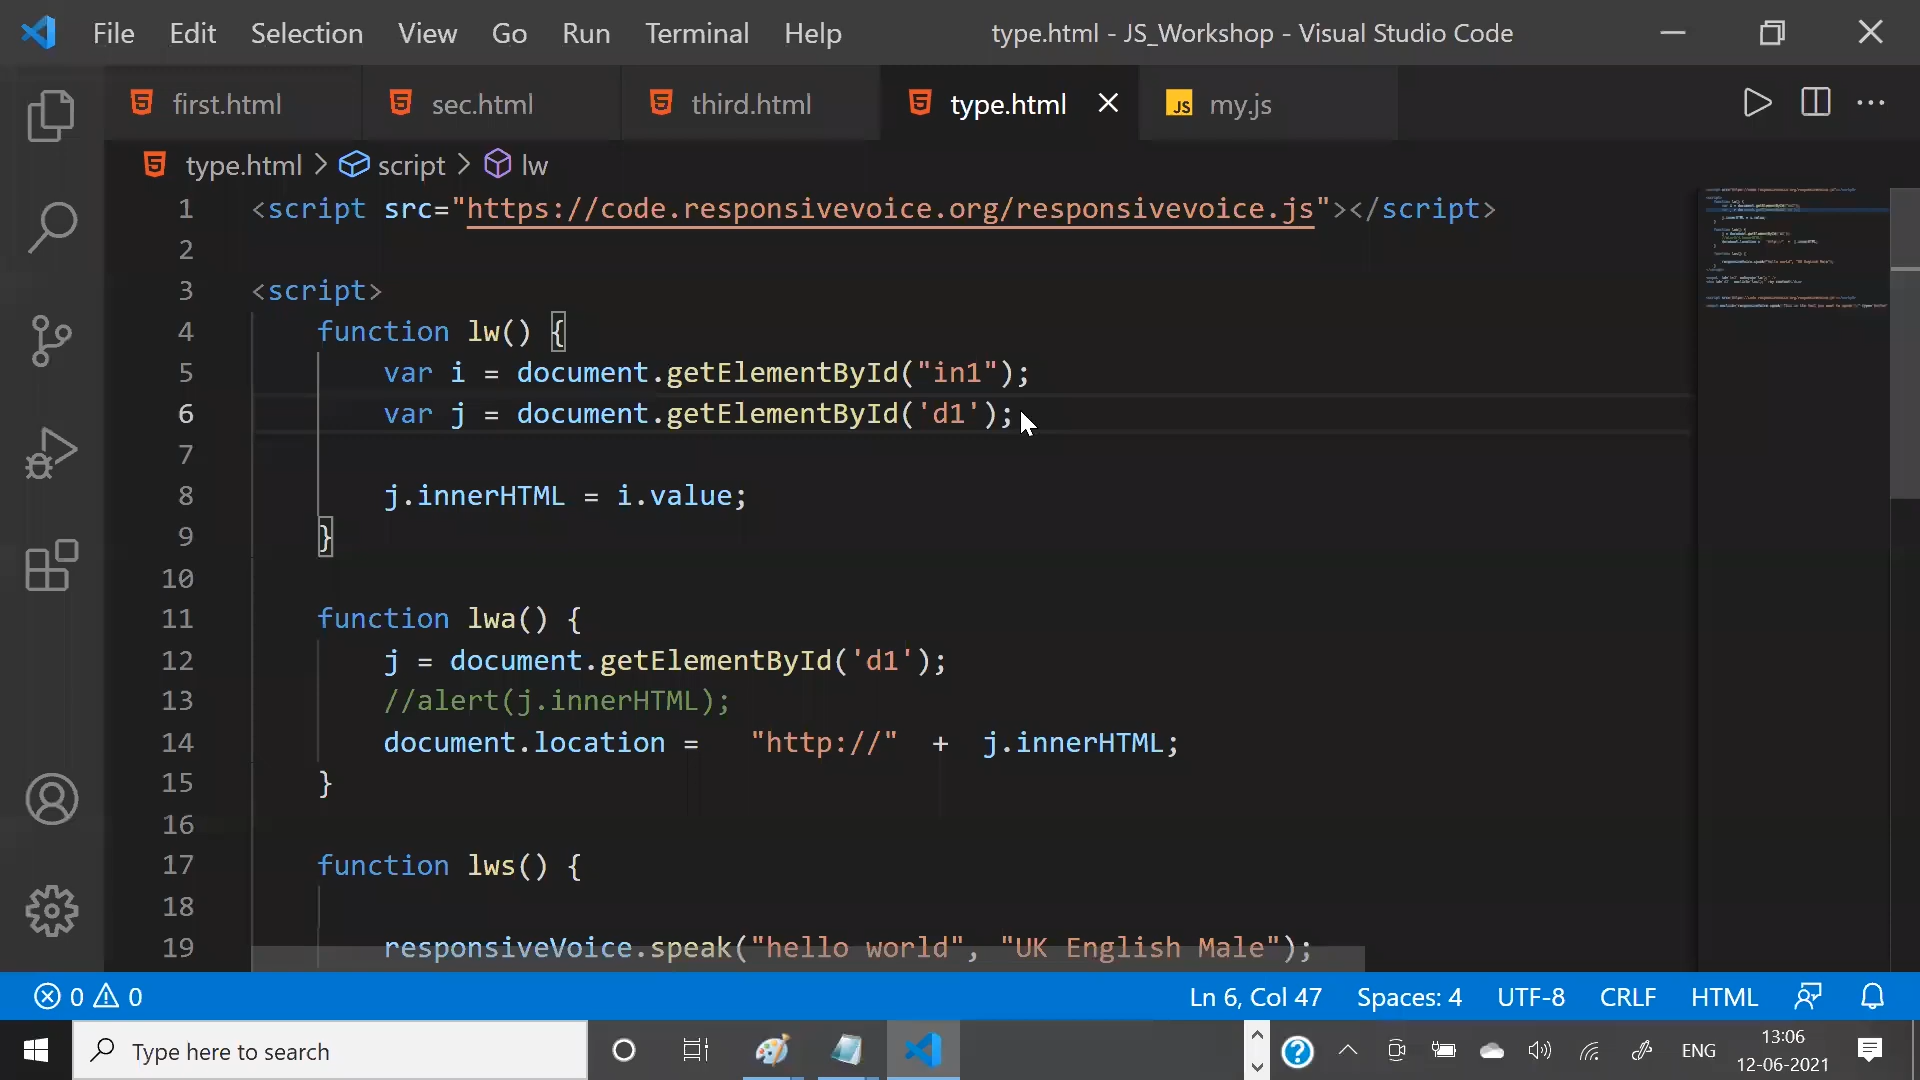 File Edit Selection View Go Run Terminal Help type.html - JS_Workshop - Visual Studio Code
first.html sec.html third.html type.html JS my.js
type.html > script > lw
1 <script src="https://code.responsivevoice.org/responsivevoice.js"></script>
2
3 <script>
4 function lw() {
5 var i = document.getElementById("in1");
6 var j = document.getElementById('d1');
7
8 j.innerHTML = i.value;
9 }
10
11 function lwa() {
12 j = document.getElementById('d1');
13 //alert(j.innerHTML);
14 document.location = "http://" + j.innerHTML;
15 }
16
17 function lws() {
18
19 responsiveVoice.speak("hello world", "UK English Male");
0 0 Ln 6, Col 47 Spaces: 4 UTF-8 CRLF HTML
Type here to search ENG 13:06
12-06-2021